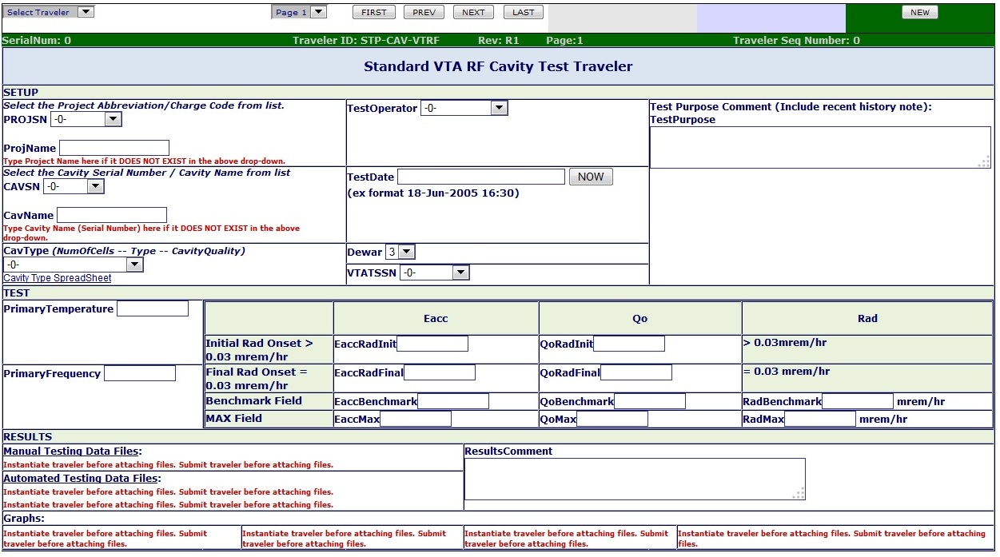 Select Traveler Page 1 FIRST PREV NEXT LAST NEW
SerialNum: 0 Traveler ID: STP-CAV-VTRF Rev: R1 Page:1 Traveler Seq Number: 0
Standard VTA RF Cavity Test Traveler
SETUP
Select the Project Abbreviation/Charge Code from list.
PROJSN -0-
ProjName
Type Project Name here if it DOES NOT EXIST in the above drop-down.
TestOperator -0-
Test Purpose Comment (Include recent history note):
TestPurpose
Select the Cavity Serial Number / Cavity Name from list
CAVSN -0-
CavName
Type Cavity Name (Serial Number) here if it DOES NOT EXIST in the above
drop-down.
TestDate NOW
(ex format 18-Jun-2005 16:30)
CavType (NumOfCells -- Type -- CavityQuality)
-0-
Cavity Type SpreadSheet
Dewar 3
VTATSSN -0-
TEST
PrimaryTemperature
PrimaryFrequency
Eacc Qo Rad
Initial Rad Onset >
0.03 mrem/hr
EaccRadInit QoRadInit > 0.03mrem/hr
Final Rad Onset =
0.03 mrem/hr
EaccRadFinal QoRadFinal = 0.03 mrem/hr
Benchmark Field EaccBenchmark QoBenchmark RadBenchmark mrem/hr
MAX Field EaccMax QoMax RadMax mrem/hr
RESULTS
Manual Testing Data Files:
Instantiate traveler before attaching files. Submit traveler before attaching files.
Automated Testing Data Files:
Instantiate traveler before attaching files. Submit traveler before attaching files.
Instantiate traveler before attaching files. Submit traveler before attaching files.
ResultsComment
Graphs:
Instantiate traveler before attaching files. Submit
traveler before attaching files.
Instantiate traveler before attaching files. Submit
traveler before attaching files.
Instantiate traveler before attaching files. Submit
traveler before attaching files.
Instantiate traveler before attaching files. Submit traveler before attaching
files.